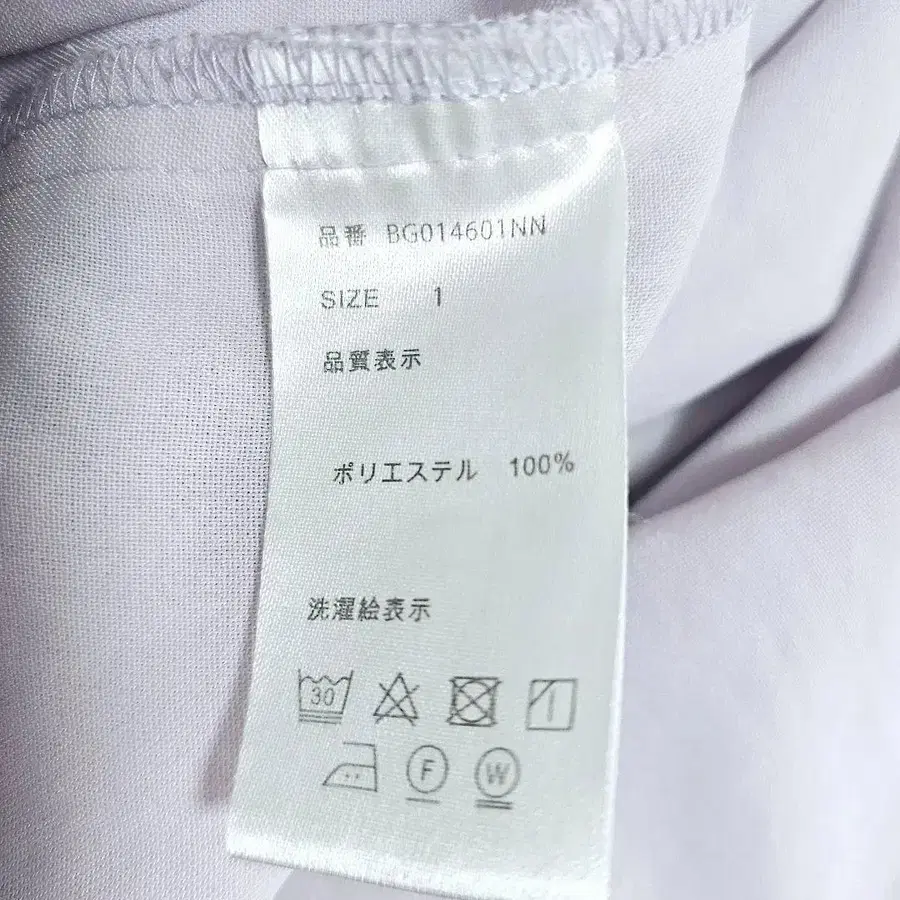 品番 BG014601NN
SIZE 1
品質表示
ポリエステル 100%
洗濯絵表示
30
F W